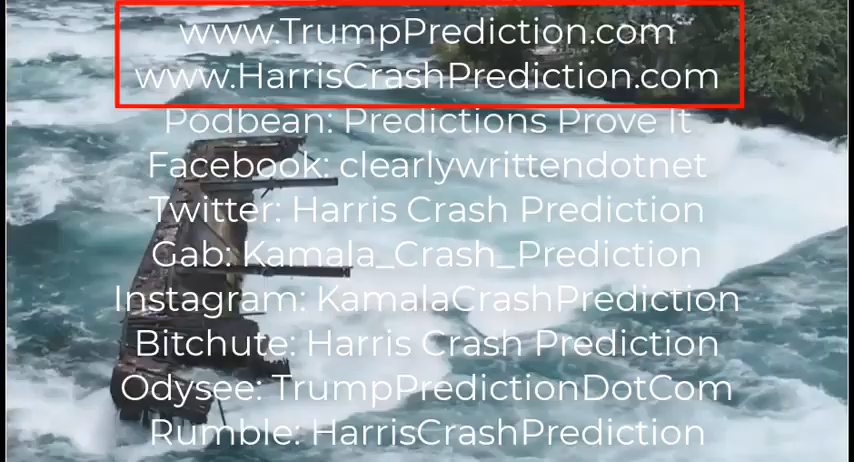 www.TrumpPrediction.com
www.HarrisCrashPrediction.com
Podbean: Predictions Prove It
Facebook: clearlywrittendotnet
Twitter: Harris Crash Prediction
Gab: Kamala_Crash_Prediction
Instagram: KamalaCrashPrediction
Bitchute: Harris Crash Prediction
Odysee: TrumpPredictionDotCom
Rumble: HarrisCrashPrediction